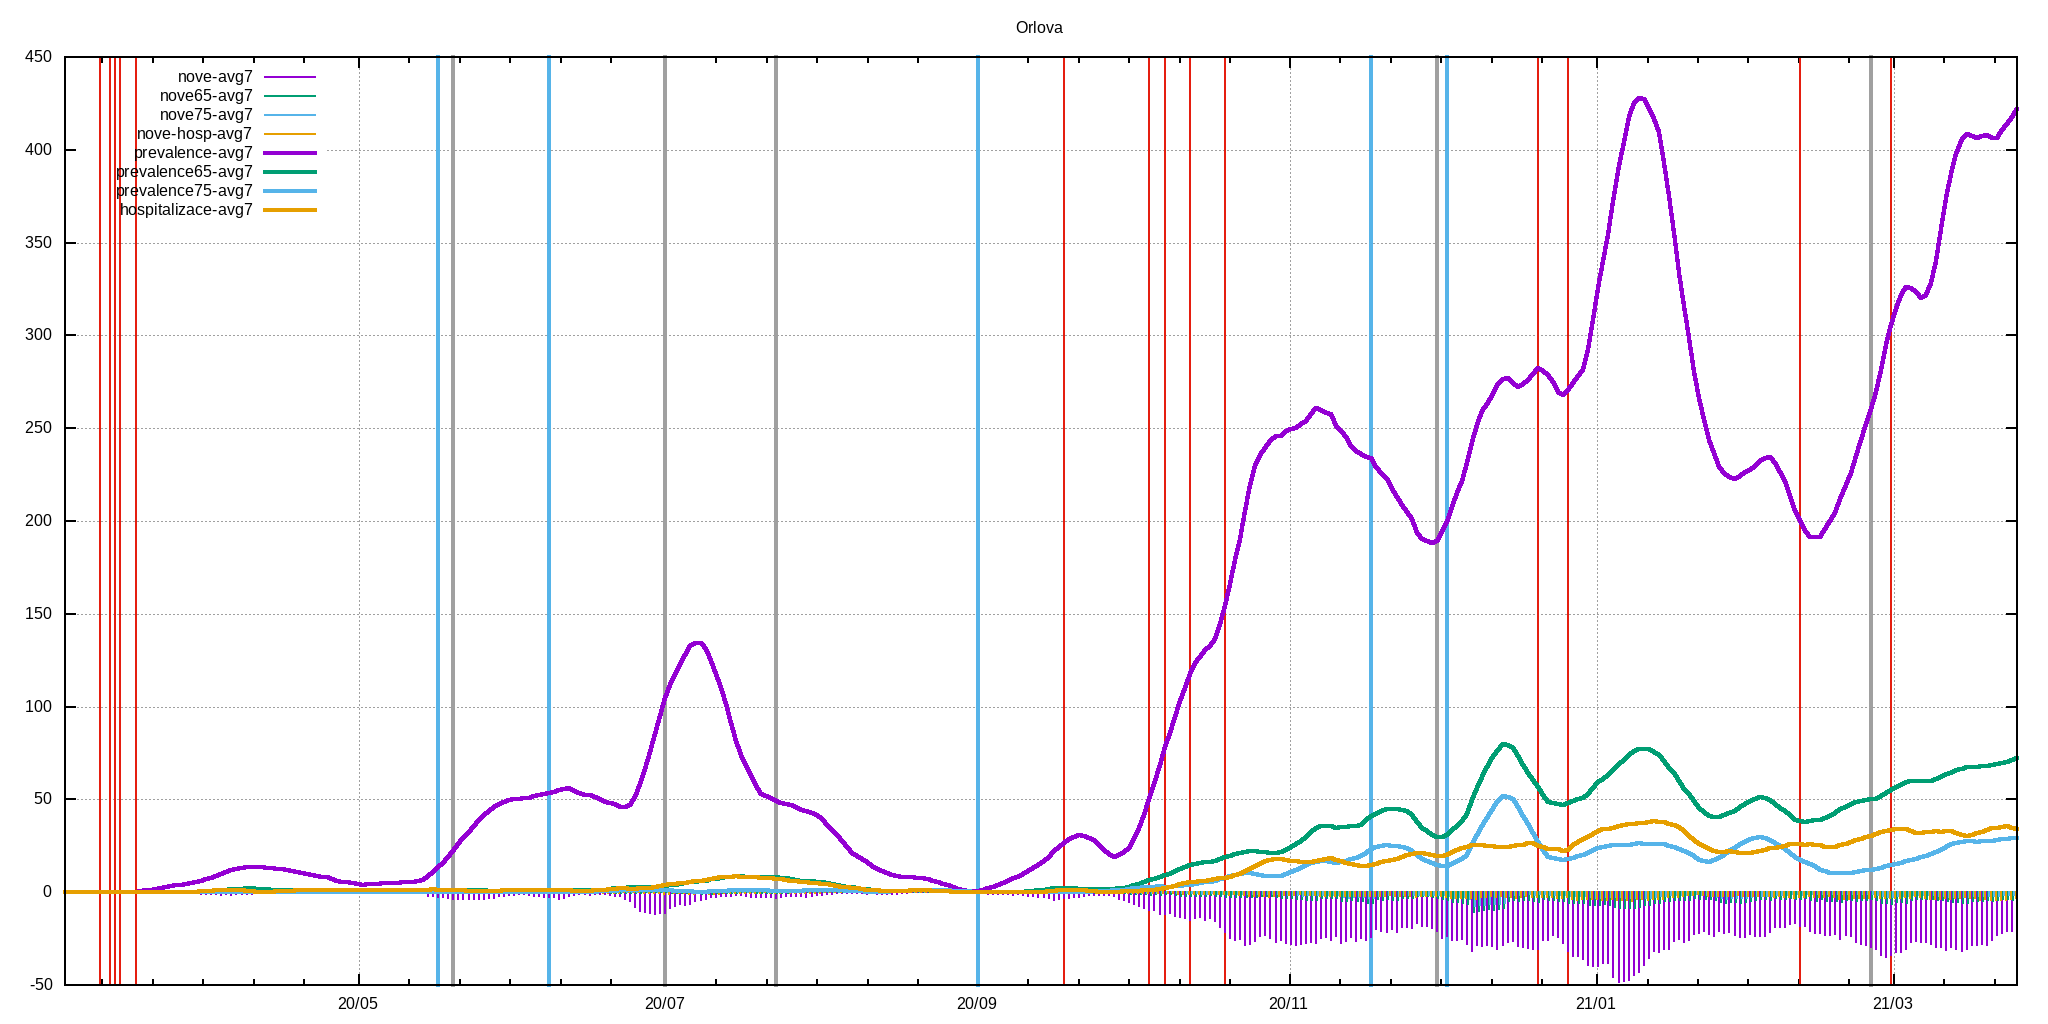 Orlova
450
400
350
300
250
200
150
100
50
0
-50
nove-avg7
nove65-avg7
nove75-avg7
nove-hosp-avg7
prevalence-avg7
prevalence65-avg7
prevalence75-avg7
hospitalizace-avg7
20/05 20/07 20/09 20/11 21/01 21/03